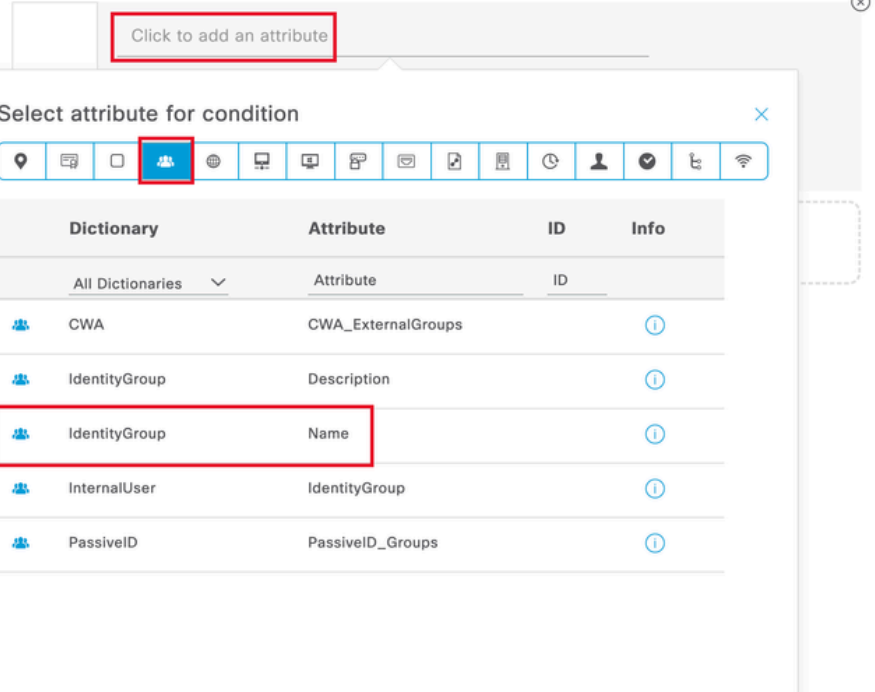 Click to add an attribute
Select attribute for condition
Dictionary Attribute ID Info
All Dictionaries Attribute ID
CWA CWA_ExternalGroups
IdentityGroup Description
IdentityGroup Name
InternalUser IdentityGroup
PassiveID PassiveID_Groups